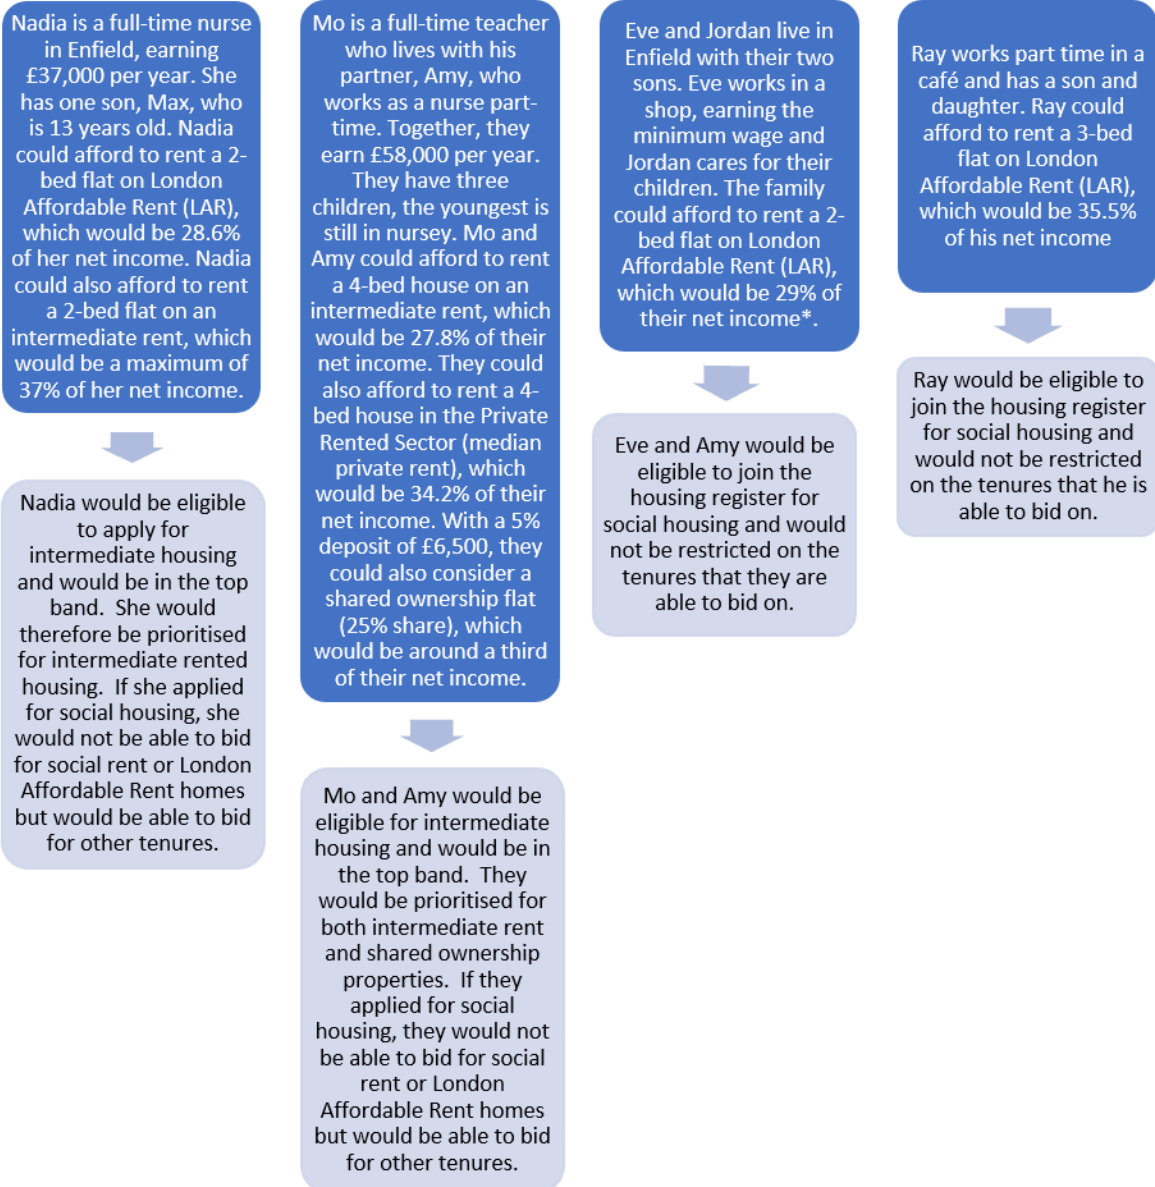 Nadia is a full-time nurse
in Enfield, earning
£37,000 per year. She
has one son, Max, who
is 13 years old. Nadia
could afford to rent a 2-
bed flat on London
Affordable Rent (LAR),
which would be 28.6%
of her net income. Nadia
could also afford to rent
a 2-bed flat on an
intermediate rent, which
would be a maximum of
37% of her net income.
Nadia would be eligible
to apply for
intermediate housing
and would be in the top
band.  She would
therefore be prioritised
for intermediate rented
housing.  If she applied
for social housing, she
would not be able to bid
for social rent or London
Affordable Rent homes
but would be able to bid
for other tenures.
Mo is a full-time teacher
who lives with his
partner, Amy, who
works as a nurse part-
time. Together, they
earn £58,000 per year.
They have three
children, the youngest is
still in nursey. Mo and
Amy could afford to rent
a 4-bed house on an
intermediate rent, which
would be 27.8% of their
net income. They could
also afford to rent a 4-
bed house in the Private
Rented Sector (median
private rent), which
would be 34.2% of their
net income. With a 5%
deposit of £6,500, they
could also consider a
shared ownership flat
(25% share), which
would be around a third
of their net income.
Mo and Amy would be
eligible for intermediate
housing and would be in
the top band.  They
would be prioritised for
both intermediate rent
and shared ownership
properties.  If they
applied for social
housing, they would not
be able to bid for social
rent or London
Affordable Rent homes
but would be able to bid
for other tenures.
Eve and Jordan live in
Enfield with their two
sons. Eve works in a
shop, earning the
minimum wage and
Jordan cares for their
children. The family
could afford to rent a 2-
bed flat on London
Affordable Rent (LAR),
which would be 29% of
their net income*.
Eve and Amy would be
eligible to join the
housing register for
social housing and would
not be restricted on the
tenures that they are
able to bid on.
Ray works part time in a
café and has a son and
daughter. Ray could
afford to rent a 3-bed
flat on London
Affordable Rent (LAR),
which would be 35.5%
of his net income
Ray would be eligible to
join the housing register
for social housing and
would not be restricted
on the tenures that he is
able to bid on.